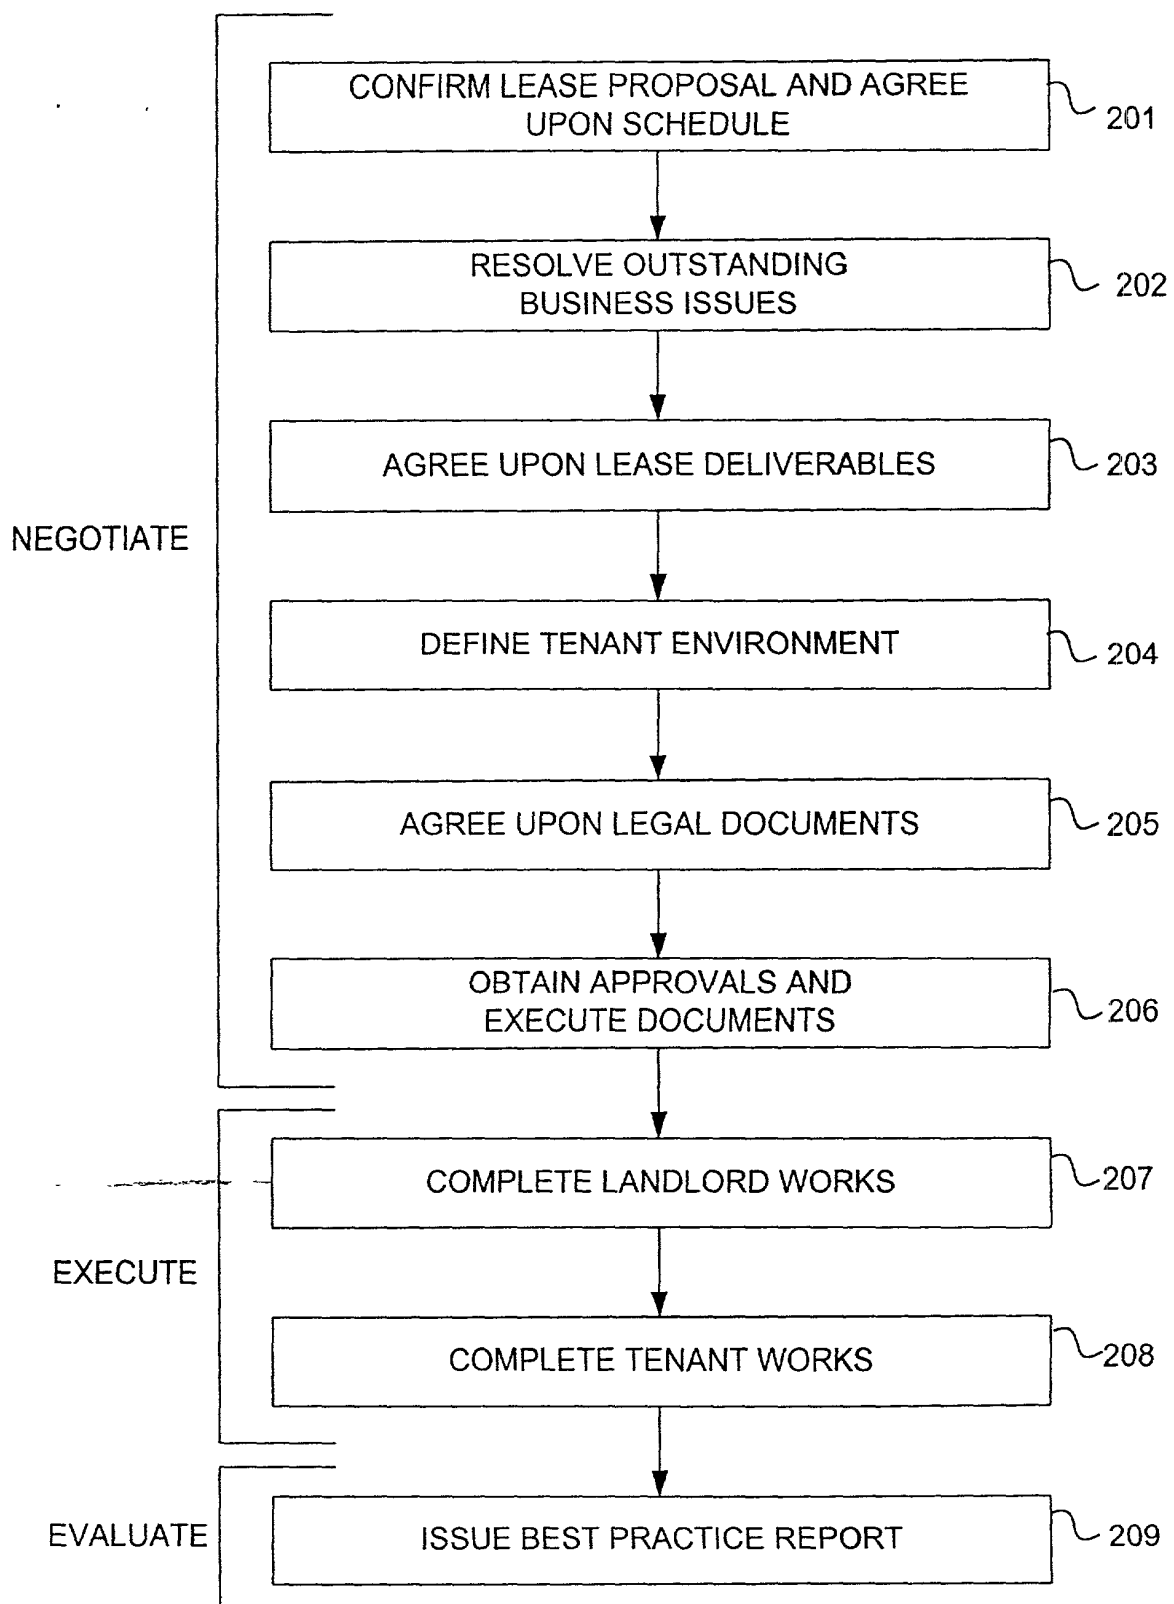 CONFIRM LEASE PROPOSAL AND AGREE
UPON SCHEDULE
201
RESOLVE OUTSTANDING
BUSINESS ISSUES
202
AGREE UPON LEASE DELIVERABLES
203
NEGOTIATE
DEFINE TENANT ENVIRONMENT
204
AGREE UPON LEGAL DOCUMENTS
205
OBTAIN APPROVALS AND
EXECUTE DOCUMENTS
206
COMPLETE LANDLORD WORKS
207
EXECUTE
COMPLETE TENANT WORKS
208
EVALUATE
ISSUE BEST PRACTICE REPORT
209